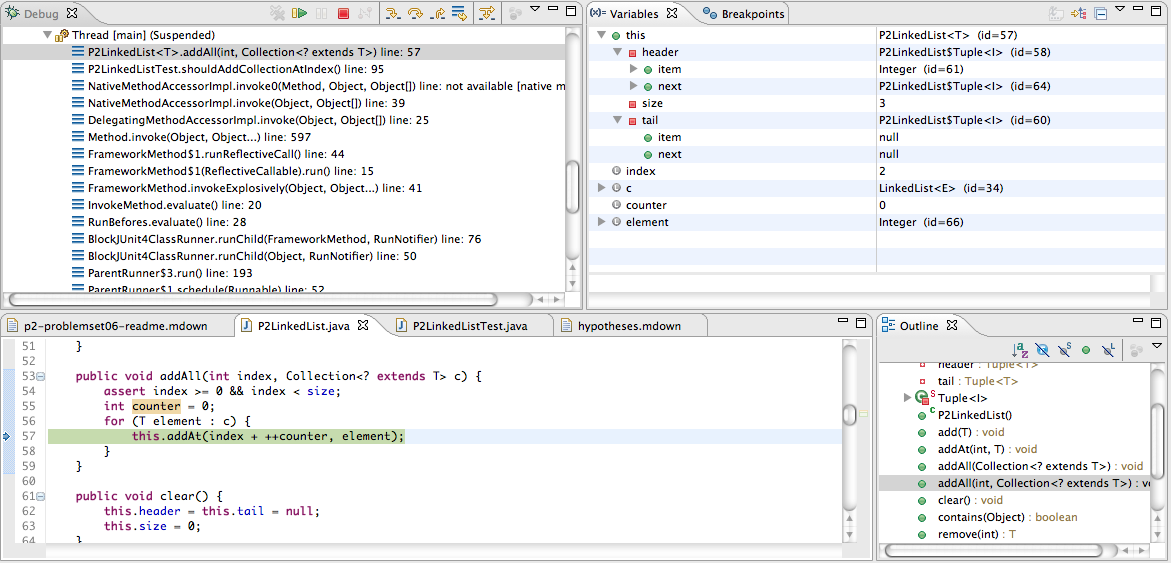 Debug
Thread [main] (Suspended)
P2LinkedList<T>.addAll(int, Collection<? extends T>) line: 57
P2LinkedListTest.shouldAddCollectionAtIndex() line: 95
NativeMethodAccessorImpl.invoke0(Method, Object, Object[]) line: not available [native m
NativeMethodAccessorImpl.invoke(Object, Object[]) line: 39
DelegatingMethodAccessorImpl.invoke(Object, Object[]) line: 25
Method.invoke(Object, Object...) line: 597
FrameworkMethod$1.runReflectiveCall() line: 44
FrameworkMethod$1(ReflectiveCallable).run() line: 15
FrameworkMethod.invokeExplosively(Object, Object...) line: 41
InvokeMethod.evaluate() line: 20
RunBefores.evaluate() line: 28
BlockJUnit4ClassRunner.runChild(FrameworkMethod, RunNotifier) line: 76
BlockJUnit4ClassRunner.runChild(Object, RunNotifier) line: 50
ParentRunner$3.run() line: 193
ParentRunner$1.schedule(Runnable) line: 52
(x)= Variables Breakpoints
this P2LinkedList<T> (id=57)
header P2LinkedList$Tuple<I> (id=58)
item Integer (id=61)
next P2LinkedList$Tuple<I> (id=64)
size 3
tail P2LinkedList$Tuple<I> (id=60)
item null
next null
index 2
c LinkedList<E> (id=34)
counter 0
element Integer (id=66)
p2-problemset06-readme.mdown P2LinkedList.java P2LinkedListTest.java hypotheses.mdown
51 }
52
53 public void addAll(int index, Collection<? extends T> c) {
54 assert index >= 0 && index < size;
55 int counter = 0;
56 for (T element : c) {
57 this.addAt(index + ++counter, element);
58 }
59 }
60
61 public void clear() {
62 this.header = this.tail = null;
63 this.size = 0;
64 }
Outline
header : Tuple<T>
tail : Tuple<T>
Tuple<I>
P2LinkedList()
add(T) : void
addAt(int, T) : void
addAll(Collection<? extends T>) : void
addAll(int, Collection<? extends T>) : v
clear() : void
contains(Object) : boolean
remove(int) : T